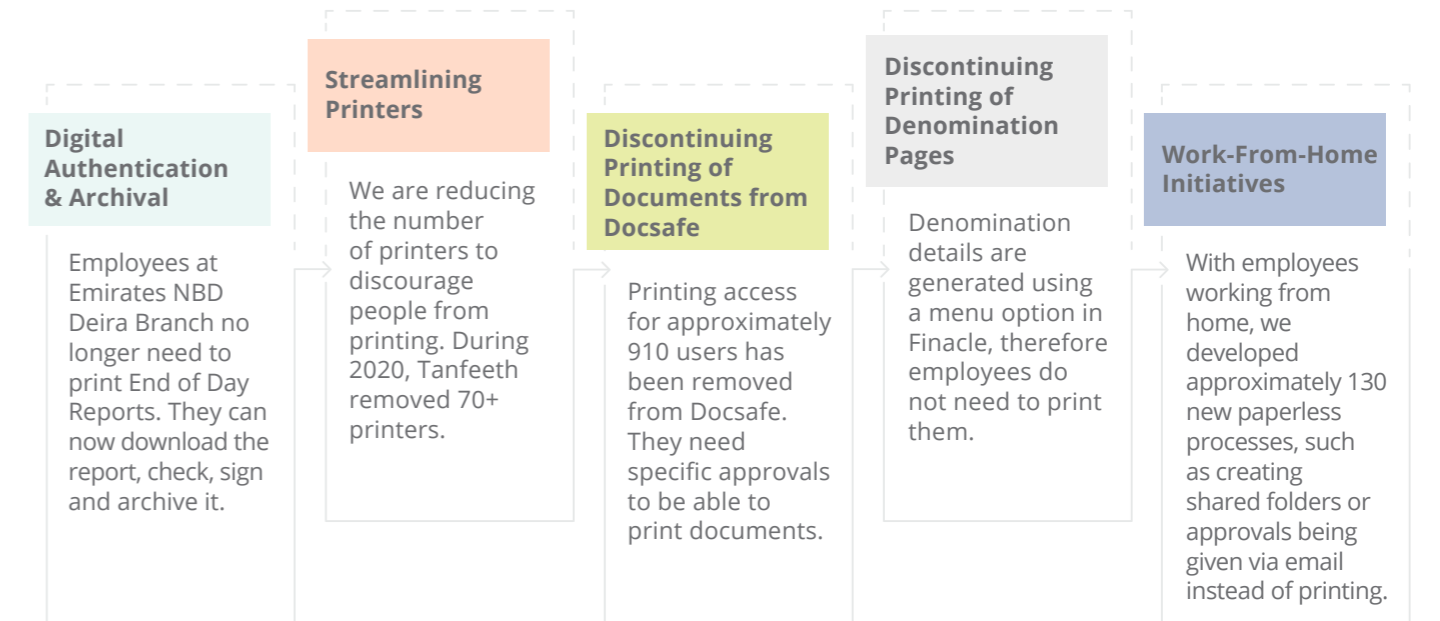 Digital
Authentication
& Archival
Employees at
Emirates NBD
Deira Branch no
longer need to
print End of Day
Reports. They can
now download the
report, check, sign
and archive it.
Streamlining
Printers
We are reducing
the number
of printers to
discourage
people from
printing. During
2020, Tanfeeth
removed 70+
printers.
Discontinuing
Printing of
Documents from
Docsafe
Printing access
for approximately
910 users has
been removed
from Docsafe.
They need
specific approvals
to be able to
print documents.
Discontinuing
Printing of
Denomination
Pages
Denomination
details are
generated using
a menu option in
Finacle, therefore
employees do
not need to print
them.
Work-From-Home
Initiatives
With employees
working from
home, we
developed
approximately 130
new paperless
processes, such
as creating
shared folders or
approvals being
given via email
instead of printing.